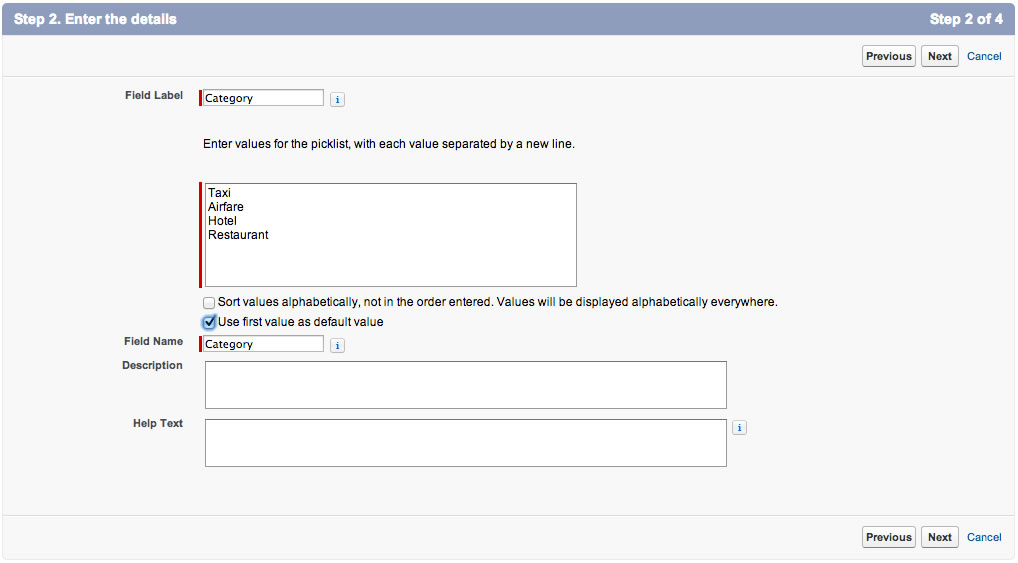 Step 2. Enter the details Step 2 of 4
Previous Next Cancel
Field Label Category i
Enter values for the picklist, with each value separated by a new line.
Taxi
Airfare
Hotel
Restaurant
Sort values alphabetically, not in the order entered. Values will be displayed alphabetically everywhere.
Use first value as default value
Field Name Category i
Description
Help Text i
Previous Next Cancel